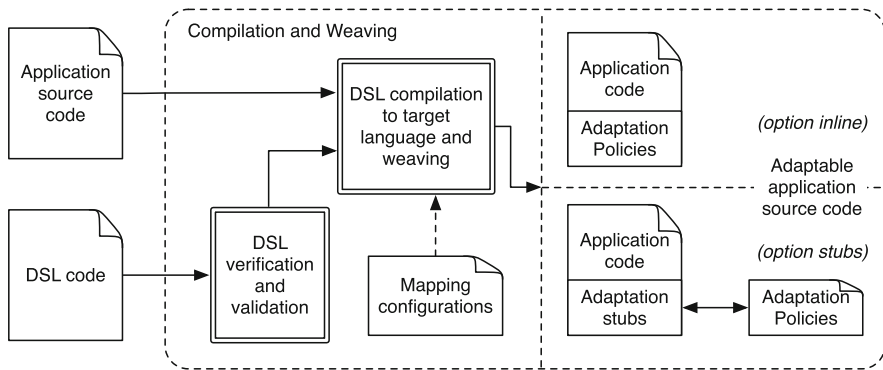 Compilation and Weaving
Application
source
code
DSL compilation
to target
language and
weaving
Application
code
Adaptation
Policies
(option inline)
Adaptable
application
source code
DSL code
DSL
verification
and
validation
Mapping
configurations
Application
code
Adaptation
stubs
(option stubs)
Adaptation
Policies